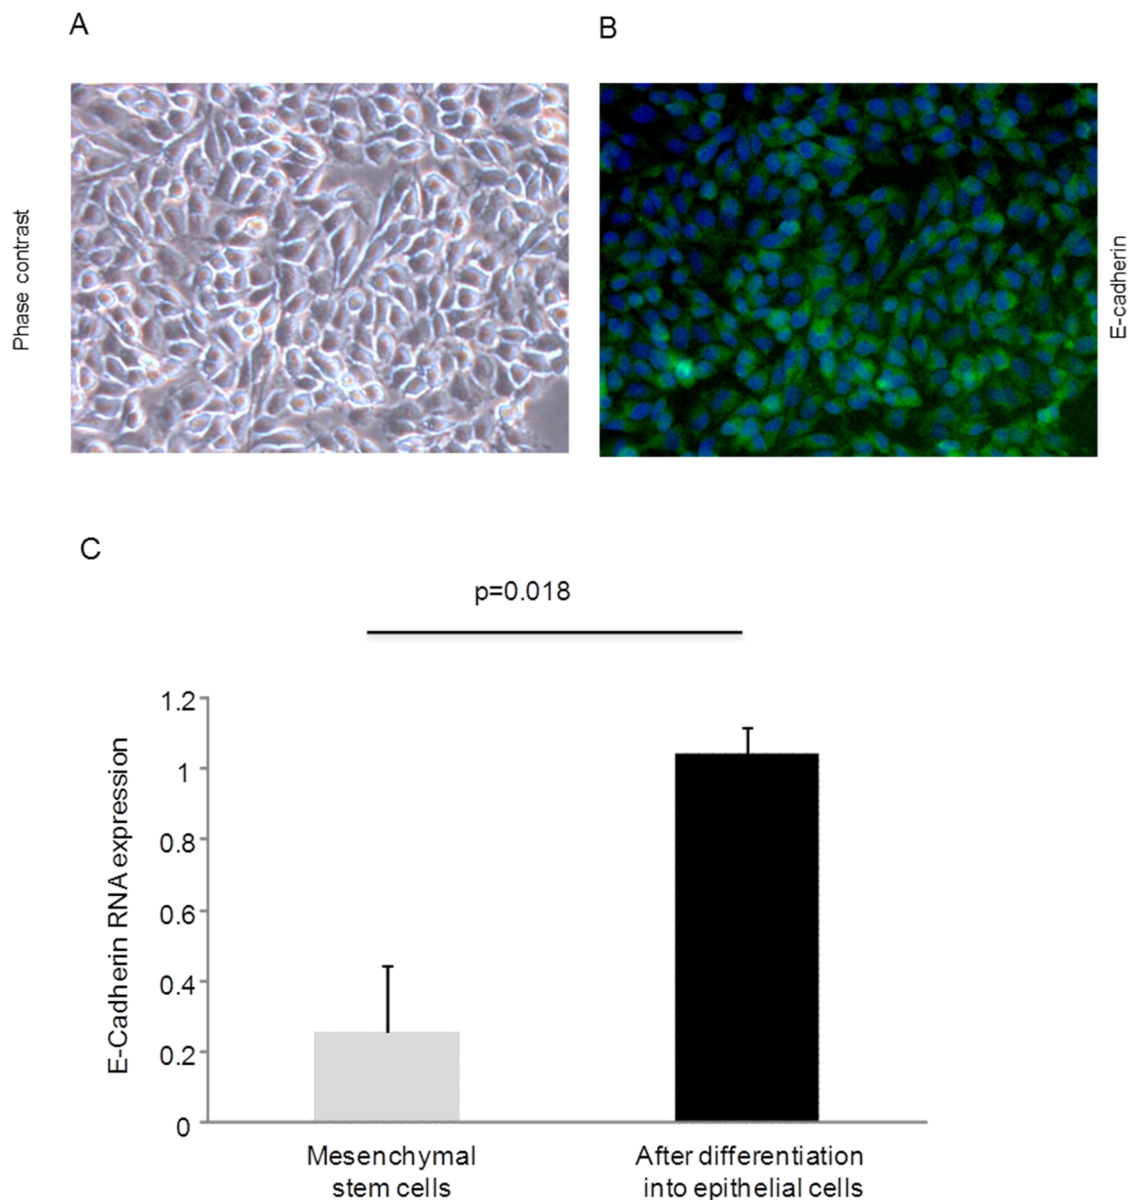 A
B
Phase contrast
E-cadherin
C
p=0.018
E-Cadherin RNA expression
1.2
1
0.8
0.6
0.4
0.2
0
Mesenchymal
stem cells
After differentiation
into epithelial cells